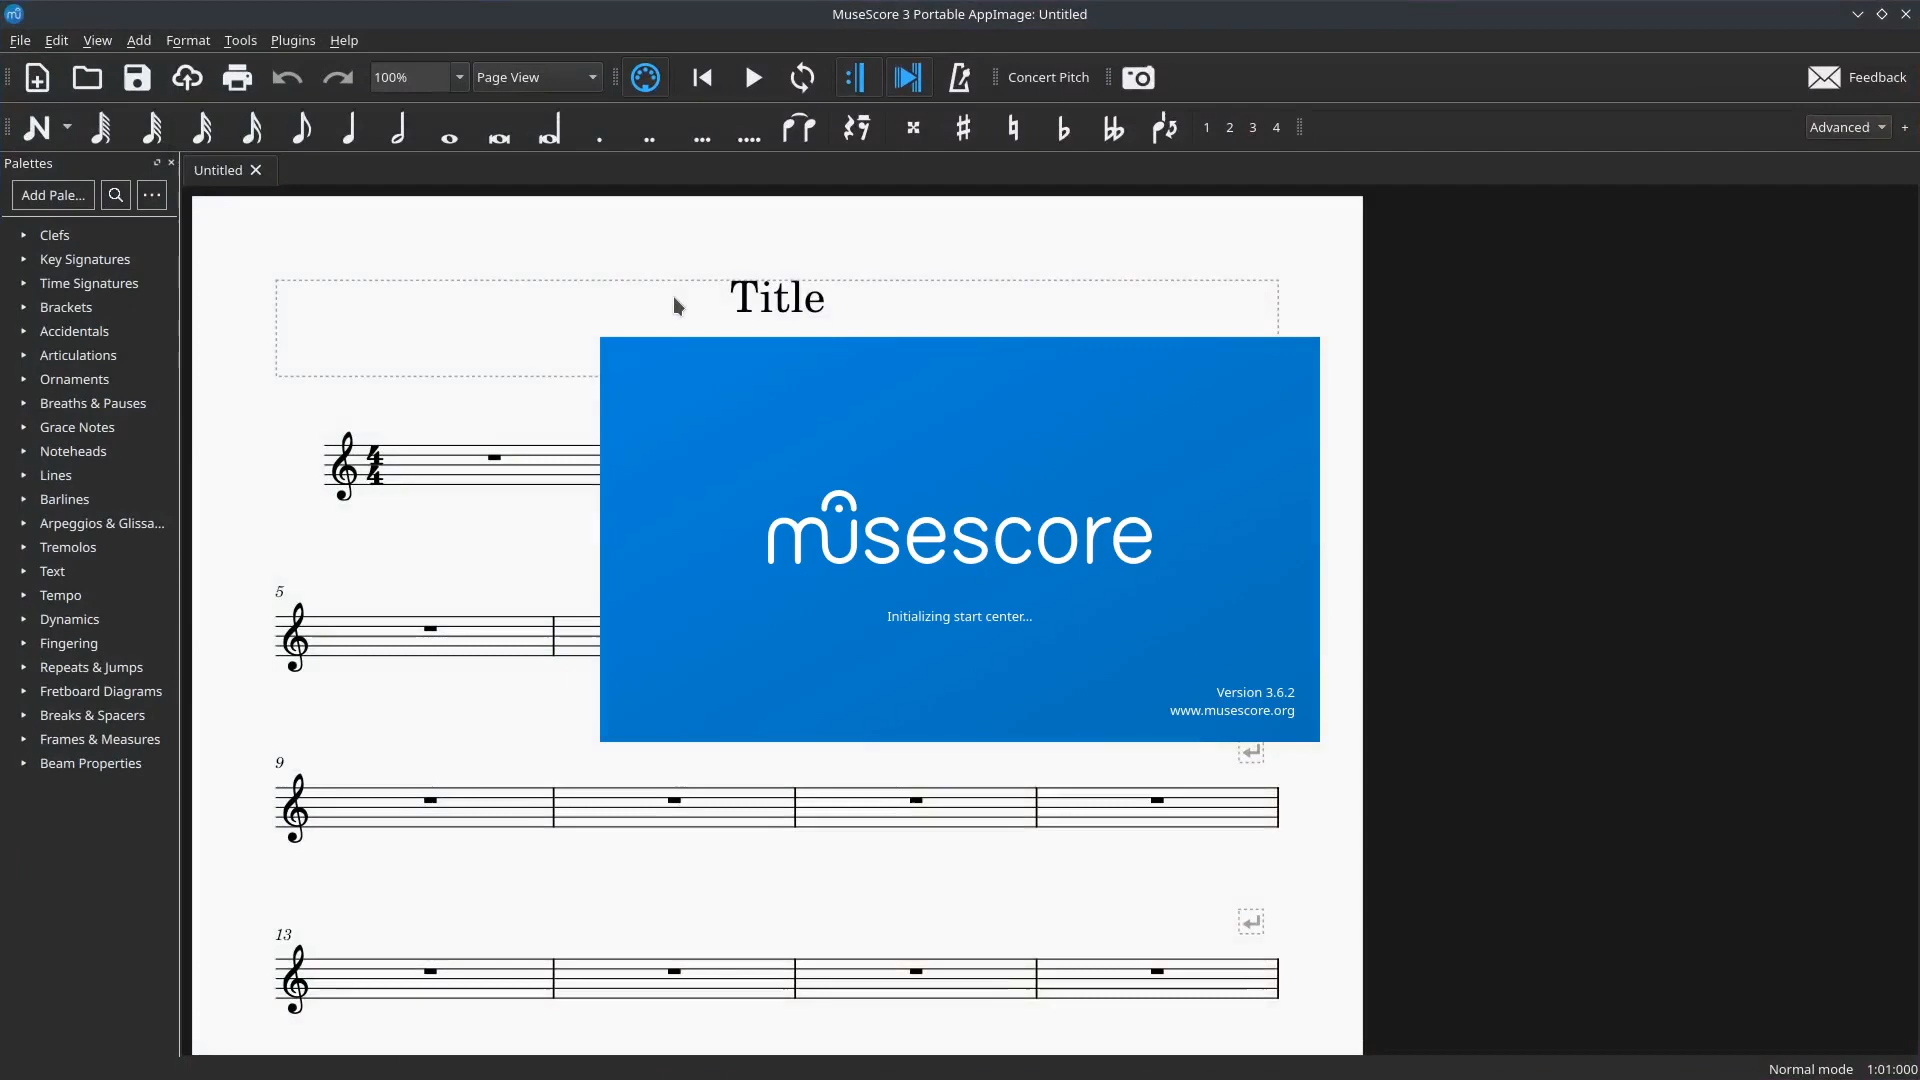 MuseScore 3 Portable AppImage: Untitled
File Edit View Add Format Tools Plugins Help
100% Page View Concert Pitch Feedback
1 2 3 4 Advanced +
Palettes
Untitled
Add Pale... ...
Clefs
Key Signatures
Time Signatures
Brackets
Accidentals
Articulations
Ornaments
Breaths & Pauses
Grace Notes
Noteheads
Lines
Barlines
Arpeggios & Glissa...
Tremolos
Text
Tempo
Dynamics
Fingering
Repeats & Jumps
Fretboard Diagrams
Breaks & Spacers
Frames & Measures
Beam Properties
Title
4
4
5
9
13
musescore
Initializing start center...
Version 3.6.2
www.musescore.org
Normal mode 1:01:000